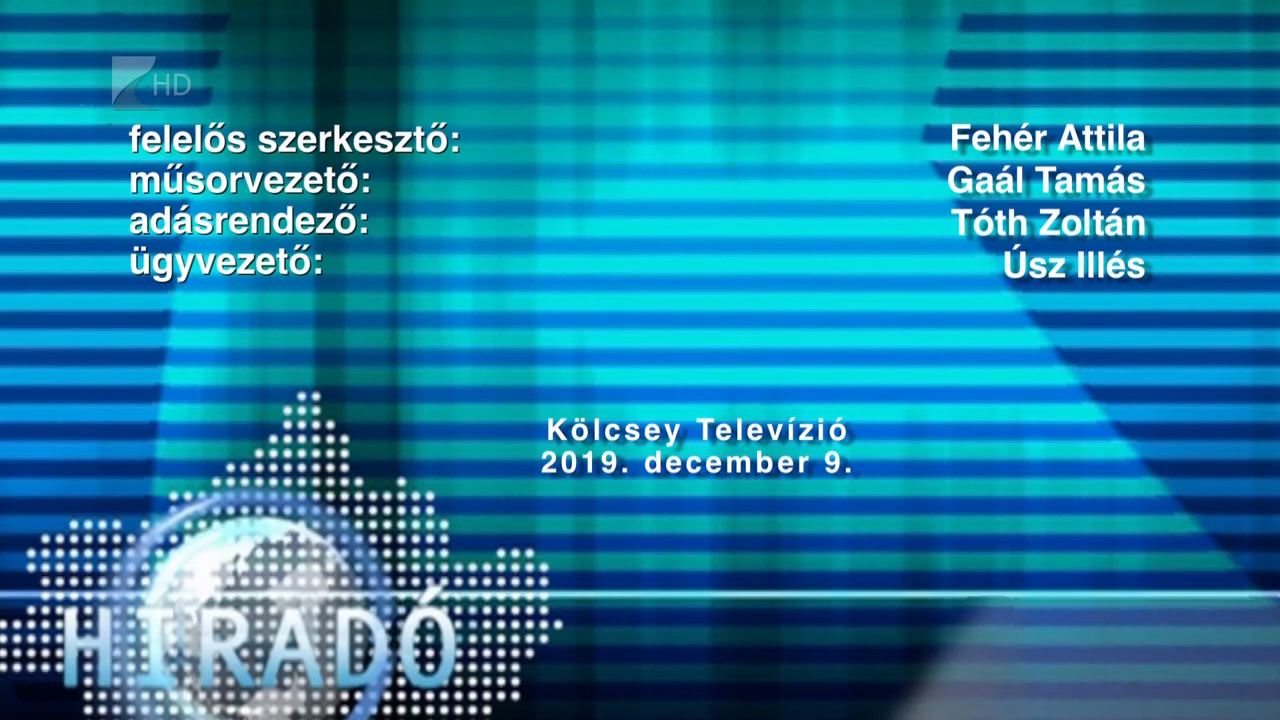 HD
felelős szerkesztő: Fehér Attila
műsorvezető: Gaál Tamás
adásrendező: Tóth Zoltán
ügyvezető: Úsz Illés
Kölcsey Televízió
2019. december 9.
HIRADÓ